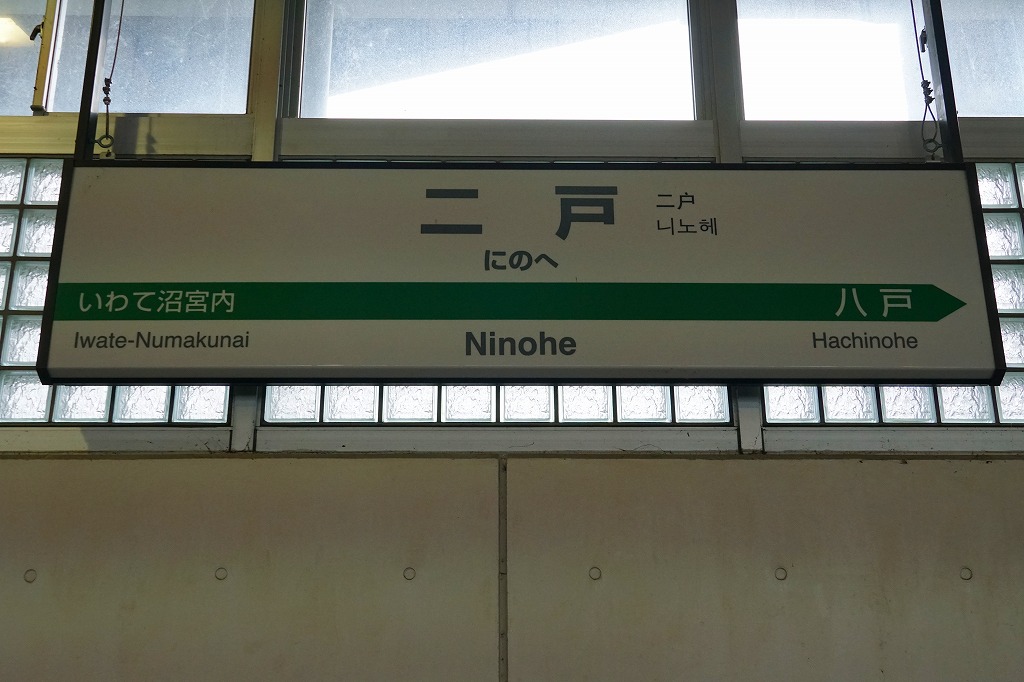 二戸
二户
니노헤
にのへ
いわて沼宮内 八戸
Iwate-Numakunai Ninohe Hachinohe